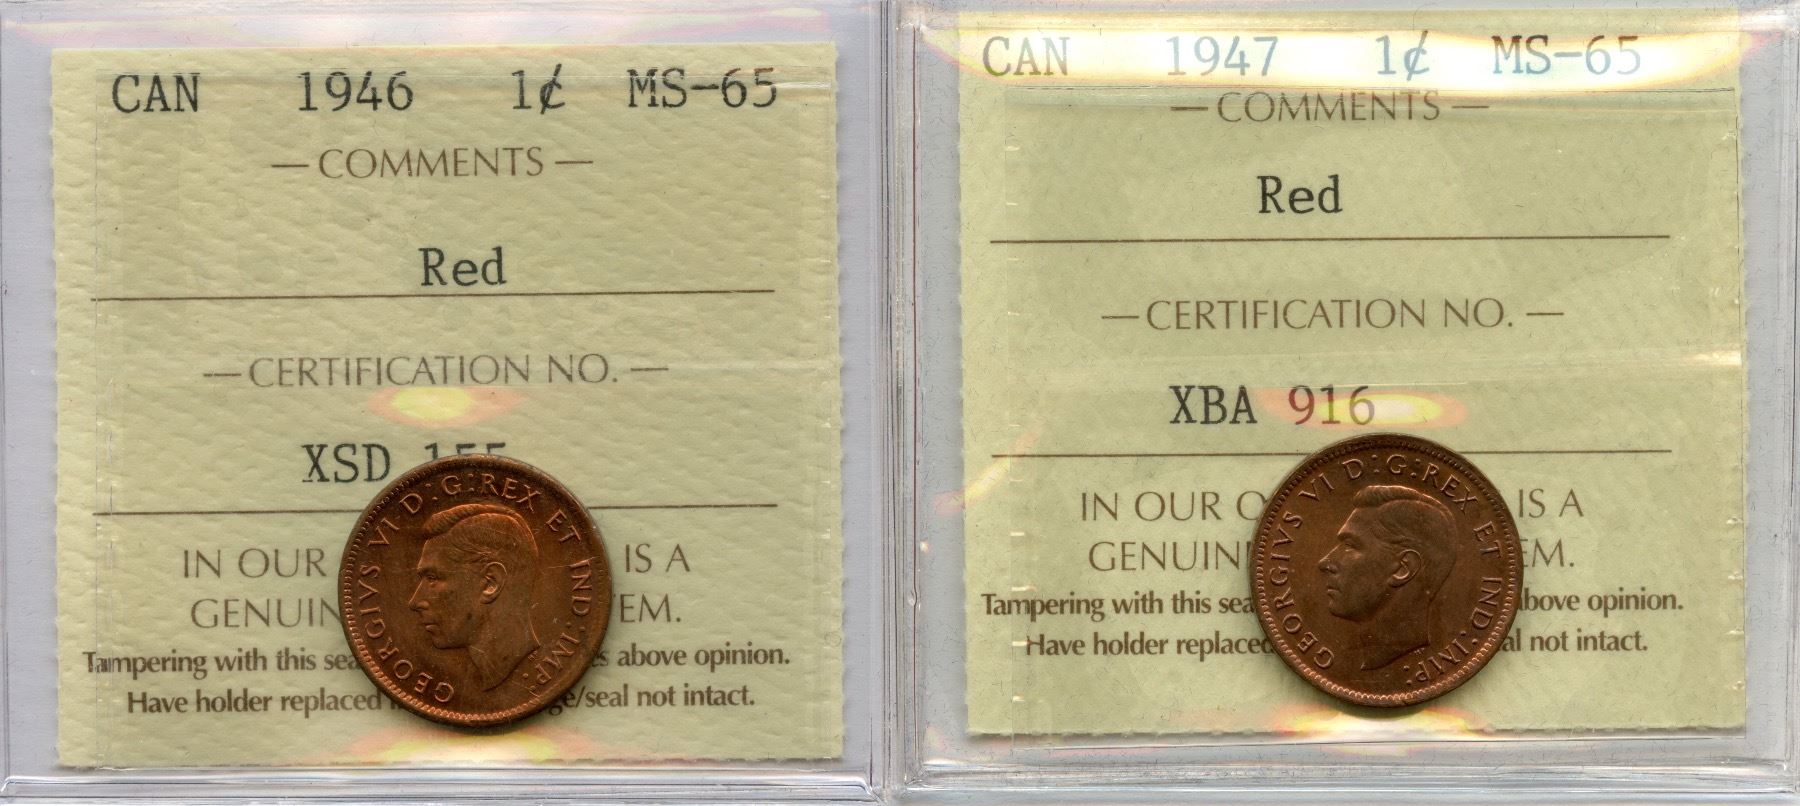 CAN 1946 1¢ MS-65
— COMMENTS —
Red
— CERTIFICATION NO. —
XSD 155
IN OUR IS A
GENUIN EM.
Tampering with this sea s above opinion.
Have holder replaced e/seal not intact.
GEORGIVS VI D:G:REX ET IND:IMP:
CAN 1947 1¢ MS-65
— COMMENTS —
Red
— CERTIFICATION NO. —
XBA 916
IN OUR O IS A
GENUIN EM.
Tampering with this sea bove opinion.
Have holder replaced al not intact.
GEORGIVS VI D:G:REX ET IND:IMP: